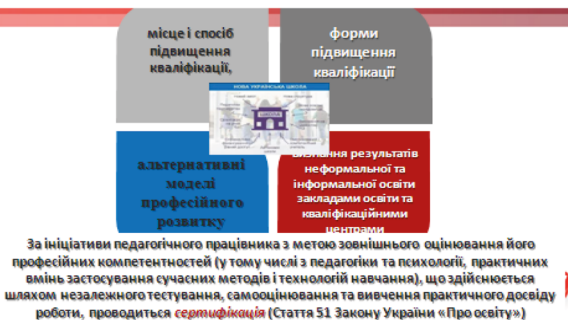 місце і спосіб
підвищення
кваліфікації,
форми
підвищення
кваліфікації
НОВА УКРАЇНСЬКА ШКОЛА
ШКОЛА
альтернативні
моделі
професійного
розвитку
визнання результатів
неформальної та
інформальної освіти
закладами освіти та
кваліфікаційними
центрами
За ініціативи педагогічного працівника з метою зовнішнього оцінювання його
професійних компетентностей (у тому числі з педагогіки та психології, практичних
вмінь застосування сучасних методів і технологій навчання), що здійснюється
шляхом незалежного тестування, самооцінювання та вивчення практичного досвіду
роботи, проводиться сертифікація (Стаття 51 Закону України «Про освіту»)